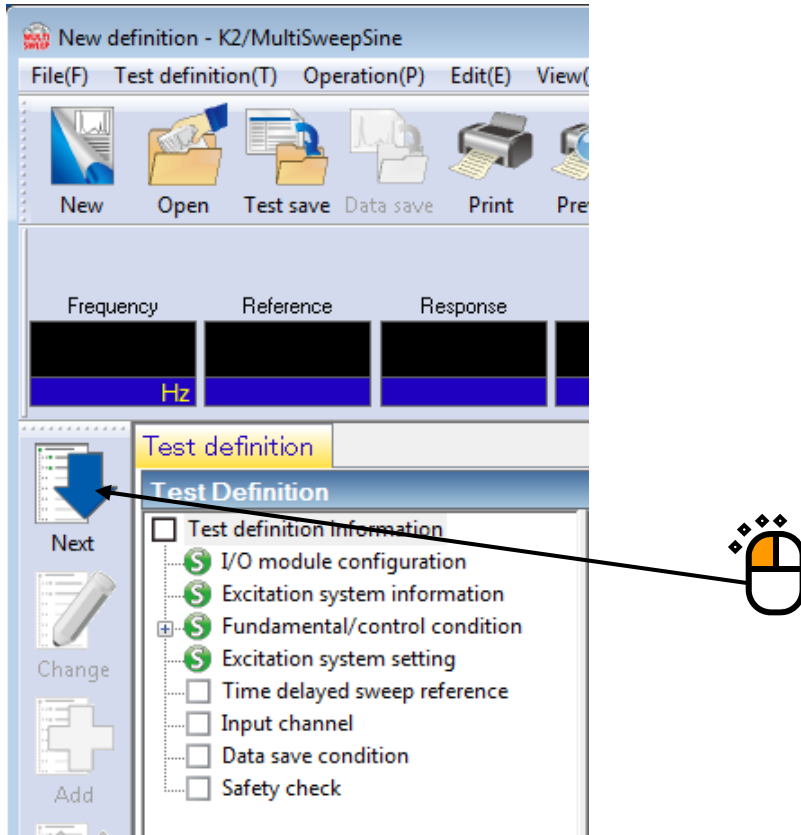 New definition - K2/MultiSweepSine
File(F) Test definition(T) Operation(P) Edit(E) View(
New Open Test save Data save Print Pre
Frequency Reference Response
Hz
Test definition
Test Definition
Next
Test definition information
S I/O module configuration
S Excitation system information
S Fundamental/control condition
S Excitation system setting
Time delayed sweep reference
Input channel
Data save condition
Safety check
Change
Add